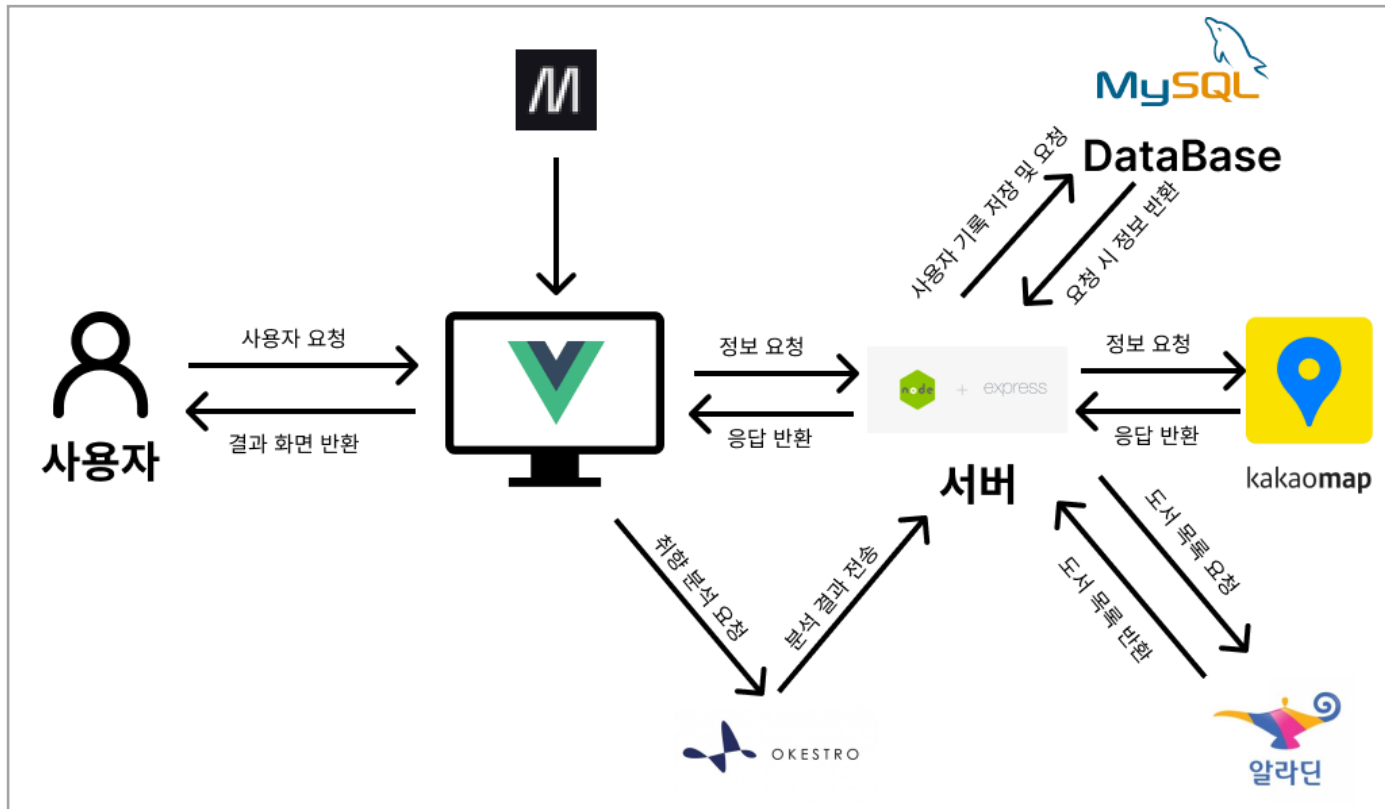 MySQL
DataBase
사용자 기록 저장 및 요청
요청 시 정보 반환
사용자 요청
결과 화면 반환
사용자
정보 요청
응답 반환
node + express
서버
정보 요청
응답 반환
kakaomap
취향 분석 요청
분석 결과 전송
도서 목록 요청
도서 목록 반환
OKESTRO
알라딘